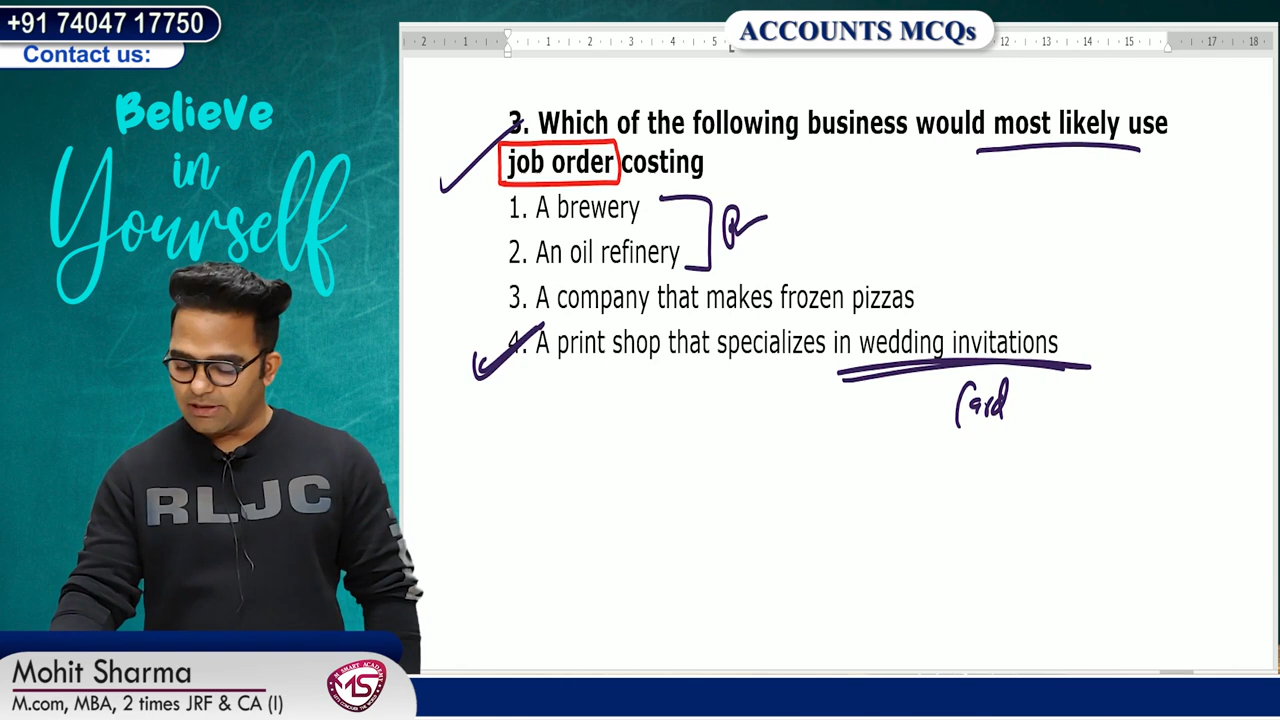 +91 74047 17750
Contact us:
ACCOUNTS MCQs
Believe
in
Yourself
3. Which of the following business would most likely use
job order costing
1. A brewery
2. An oil refinery
3. A company that makes frozen pizzas
4. A print shop that specializes in wedding invitations
Card
RLJC
Mohit Sharma
M.com, MBA, 2 times JRF & CA (I)
MS